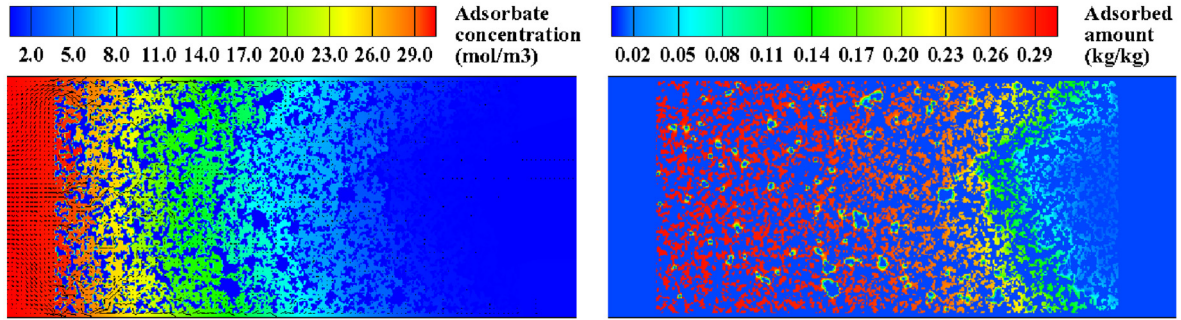 Adsorbate
concentration
(mol/m3)
2.0 5.0 8.0 11.0 14.0 17.0 20.0 23.0 26.0 29.0
Adsorbed
amount
(kg/kg)
0.02 0.05 0.08 0.11 0.14 0.17 0.20 0.23 0.26 0.29